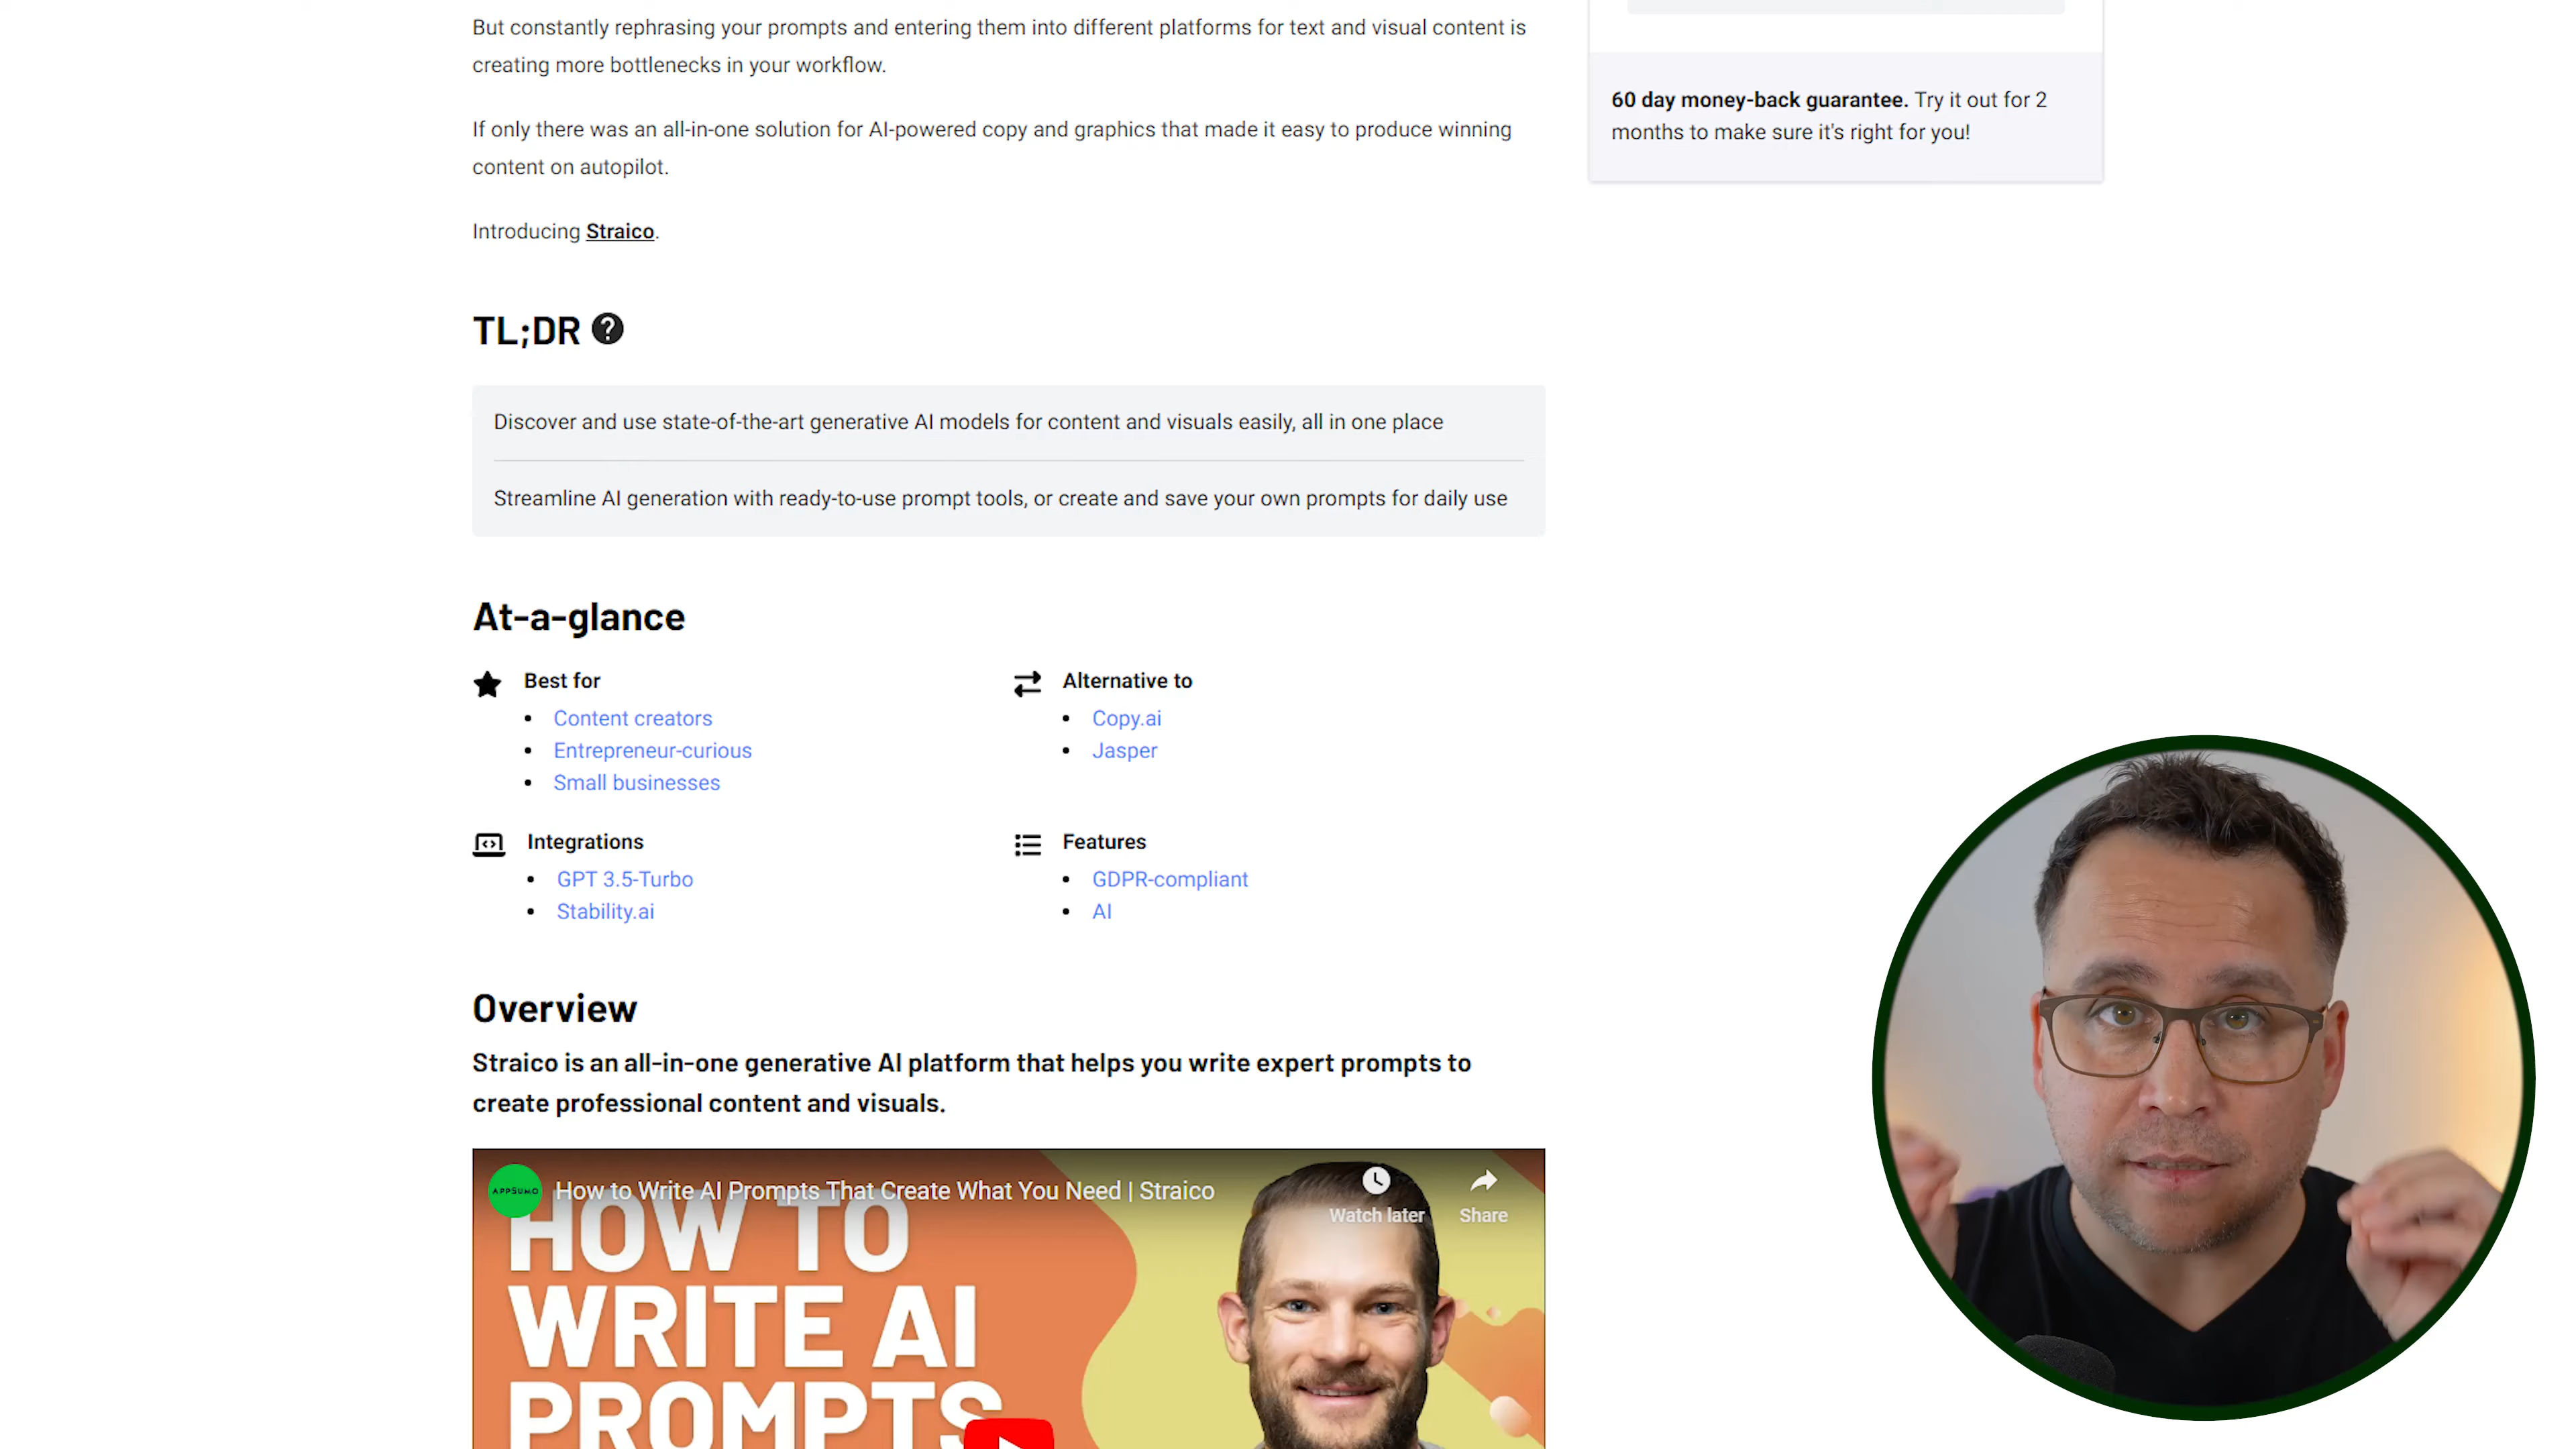 But constantly rephrasing your prompts and entering them into different platforms for text and visual content is
creating more bottlenecks in your workflow.
If only there was an all-in-one solution for AI-powered copy and graphics that made it easy to produce winning
content on autopilot.
Introducing Straico.
60 day money-back guarantee. Try it out for 2
months to make sure it's right for you!
TL;DR ?
Discover and use state-of-the-art generative AI models for content and visuals easily, all in one place
Streamline AI generation with ready-to-use prompt tools, or create and save your own prompts for daily use
At-a-glance
Best for
• Content creators
• Entrepreneur-curious
• Small businesses
Alternative to
• Copy.ai
• Jasper
Integrations
• GPT 3.5-Turbo
• Stability.ai
Features
• GDPR-compliant
• AI
Overview
Straico is an all-in-one generative AI platform that helps you write expert prompts to
create professional content and visuals.
APPSUMO
How to Write AI Prompts That Create What You Need | Straico
Watch later
Share
HOW TO
WRITE AI
PROMPTS